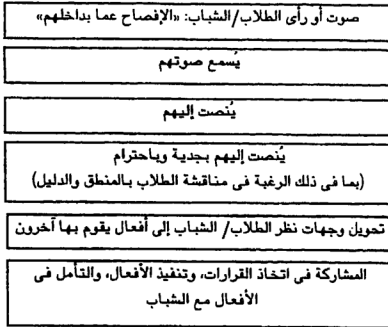 صوت أو رأى الطلاب/الشباب: «الإفصاح عما بداخلهم»
يُسمع صوتهم
يُنصت إليهم
يُنصت إليهم بجدية وباحترام
(بما فى ذلك الرغبة فى مناقشة الطلاب بالمنطق والدليل)
تحويل وجهات نظر الطلاب/ الشباب إلى أفعال يقوم بها آخرون
المشاركة فى اتخاذ القرارات، وتنفيذ الأفعال، والتأمل فى
الأفعال مع الشباب